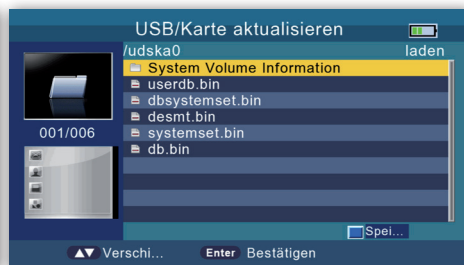 USB/Karte aktualisieren
/udska0 laden
System Volume Information
userdb.bin
dbsystemset.bin
desmt.bin
systemset.bin
db.bin
001/006
Spei...
Verschi... Enter Bestätigen